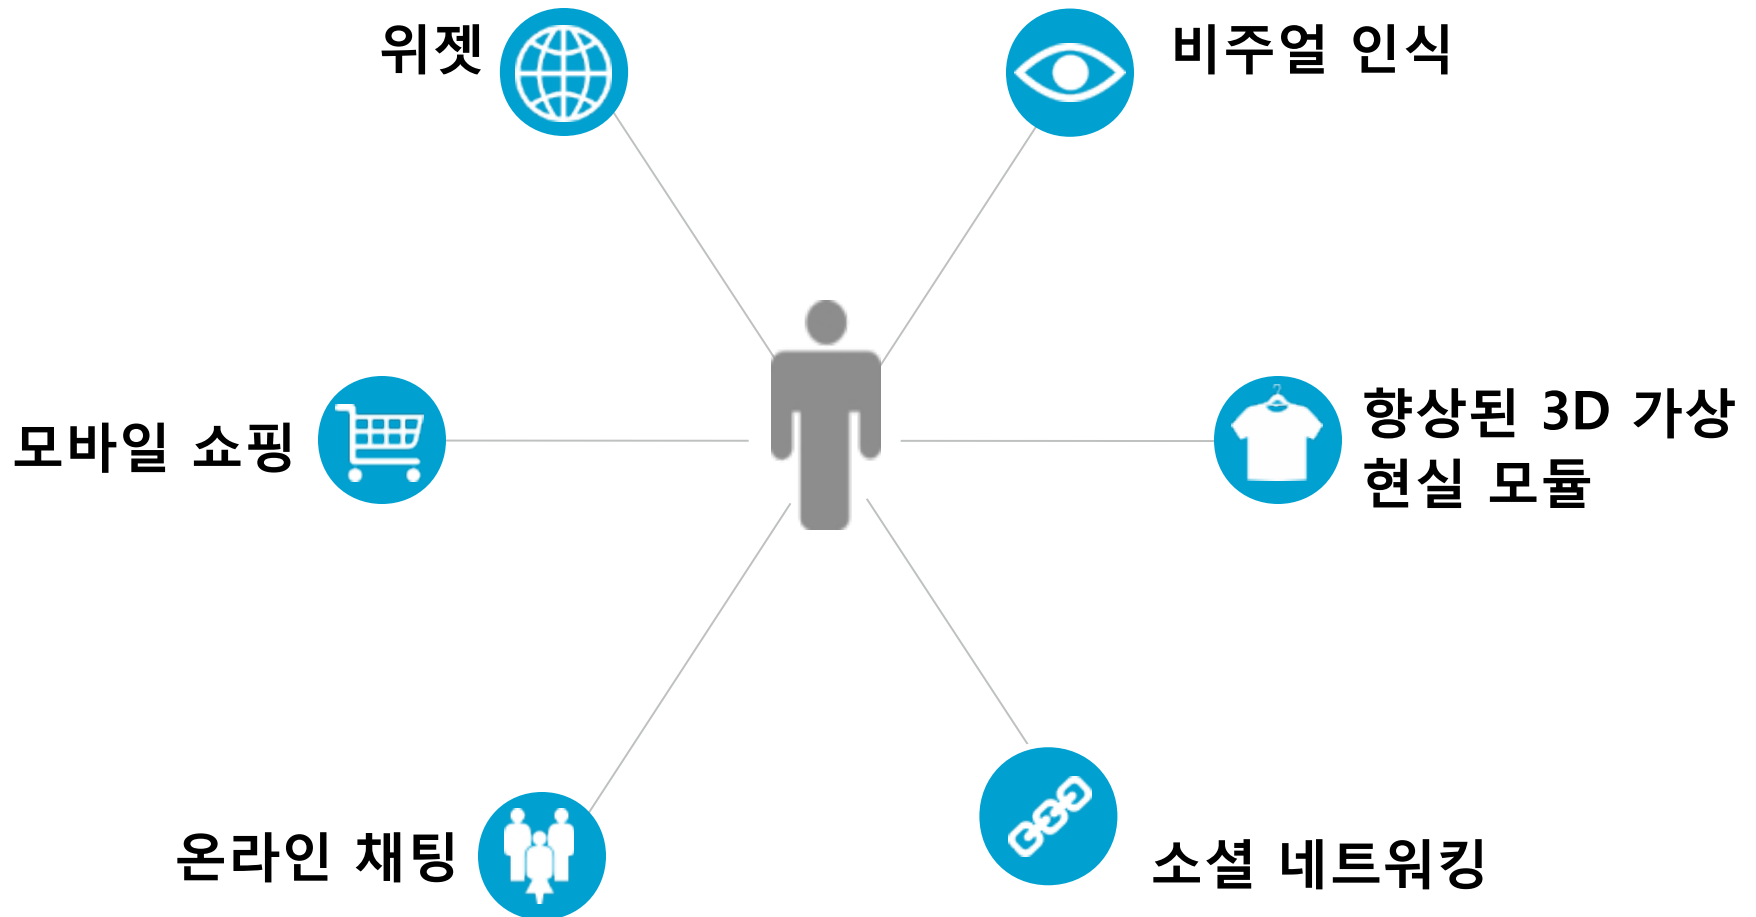 위젯
비주얼 인식
모바일 쇼핑
향상된 3D 가상
현실 모듈
온라인 채팅
소셜 네트워킹